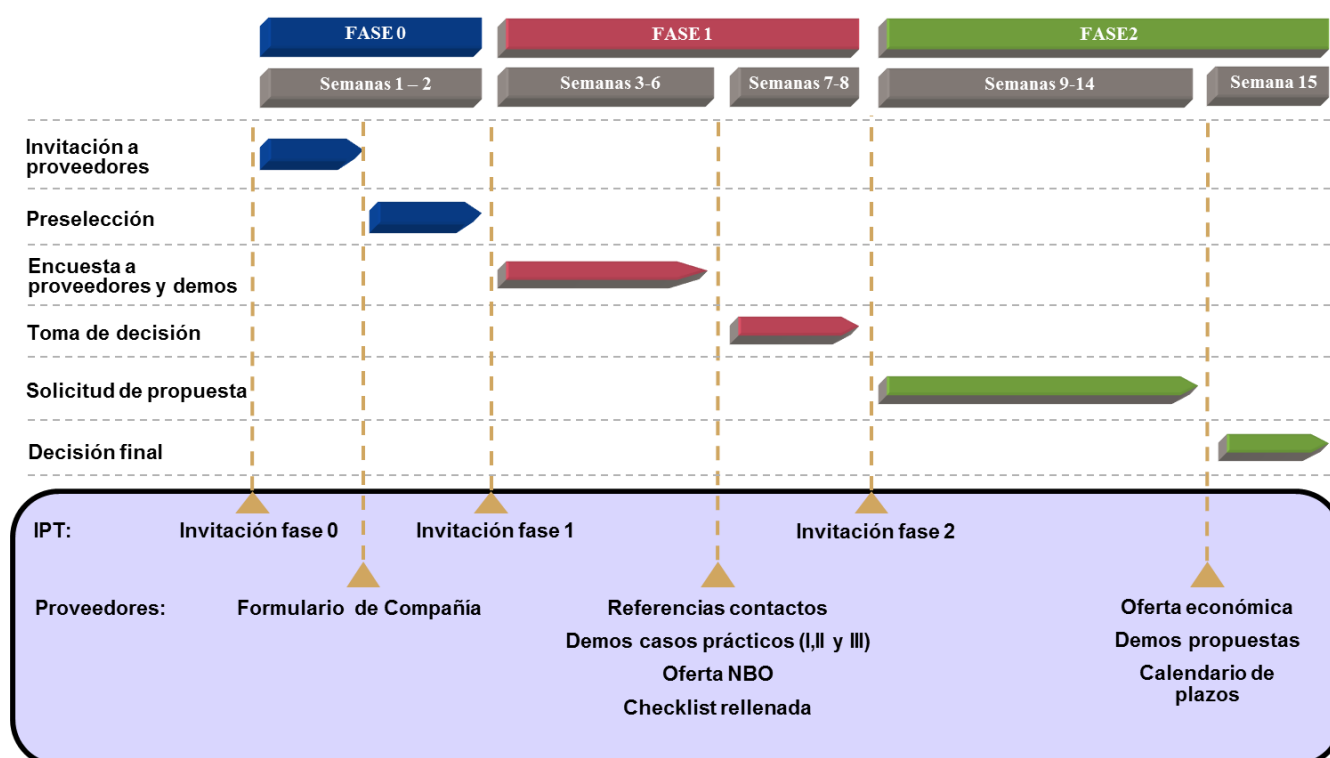 FASE 0
FASE 1
FASE2
Semanas 1 – 2
Semanas 3-6
Semanas 7-8
Semanas 9-14
Semana 15
Invitación a
proveedores
Preselección
Encuesta a
proveedores y demos
Toma de decisión
Solicitud de propuesta
Decisión final
IPT:
Invitación fase 0
Invitación fase 1
Invitación fase 2
Proveedores:
Formulario de Compañía
Referencias contactos
Demos casos prácticos (I,II y III)
Oferta NBO
Checklist rellenada
Oferta económica
Demos propuestas
Calendario de
plazos